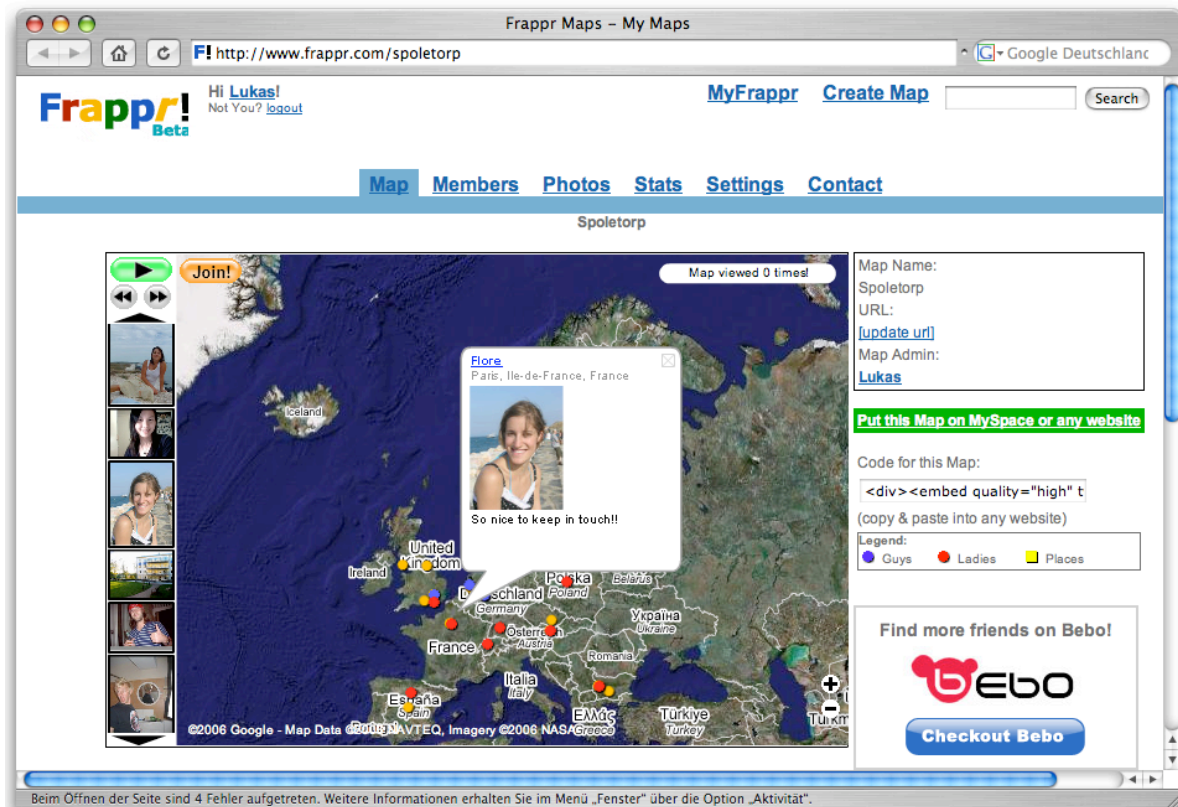 Frappr Maps – My Maps
F! http://www.frappr.com/spoletorp
G Google Deutschlanc
Frappr!
Beta
Hi Lukas!
Not You? logout
MyFrappr Create Map Search
Map Members Photos Stats Settings Contact
Spoletorp
Join!
Map viewed 0 times!
Map Name:
Spoletorp
URL:
[update url]
Map Admin:
Lukas
Flore
Paris, Ile-de-France, France
So nice to keep in touch!!
Put this Map on MySpace or any website
Code for this Map:
<div><embed quality="high" t
(copy & paste into any website)
Legend:
Guys Ladies Places
Iceland
United
Kingdom
Ireland
Polska
Belarus
Deutschland Poland
Germany
Україна
Ukraine
Österreich
Austria
France
Romania
Italia
Italy
España
Spain
Portugal
Ελλάς
Greece
Türkiye
Turkey
Türkm
©2006 Google - Map Data NAVTEQ, Imagery ©2006 NASA
Find more friends on Bebo!
bEBO
Checkout Bebo
Beim Öffnen der Seite sind 4 Fehler aufgetreten. Weitere Informationen erhalten Sie im Menü „Fenster“ über die Option „Aktivität“.